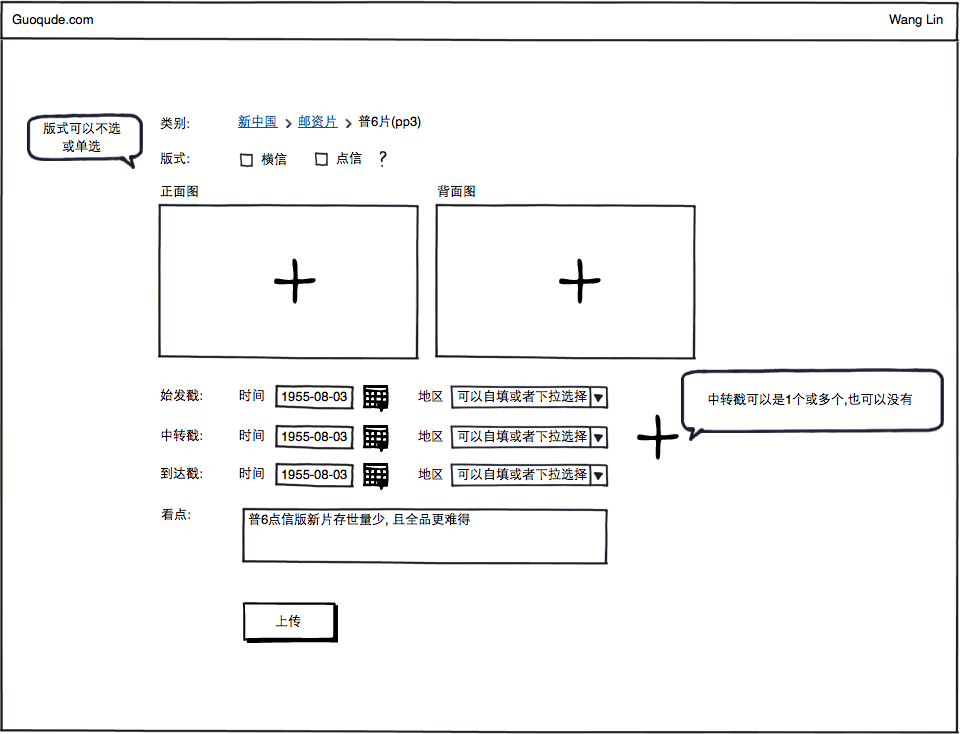 Guoqude.com
Wang Lin
版式可以不选
或单选
类别:
新中国 > 邮资片 > 普6片(pp3)
版式:
横信
点信
?
正面图
背面图
始发戳: 时间 1955-08-03 地区 可以自填或者下拉选择
中转戳: 时间 1955-08-03 地区 可以自填或者下拉选择
到达戳: 时间 1955-08-03 地区 可以自填或者下拉选择
中转戳可以是1个或多个,也可以没有
看点:
普6点信版新片存世量少, 且全品更难得
上传